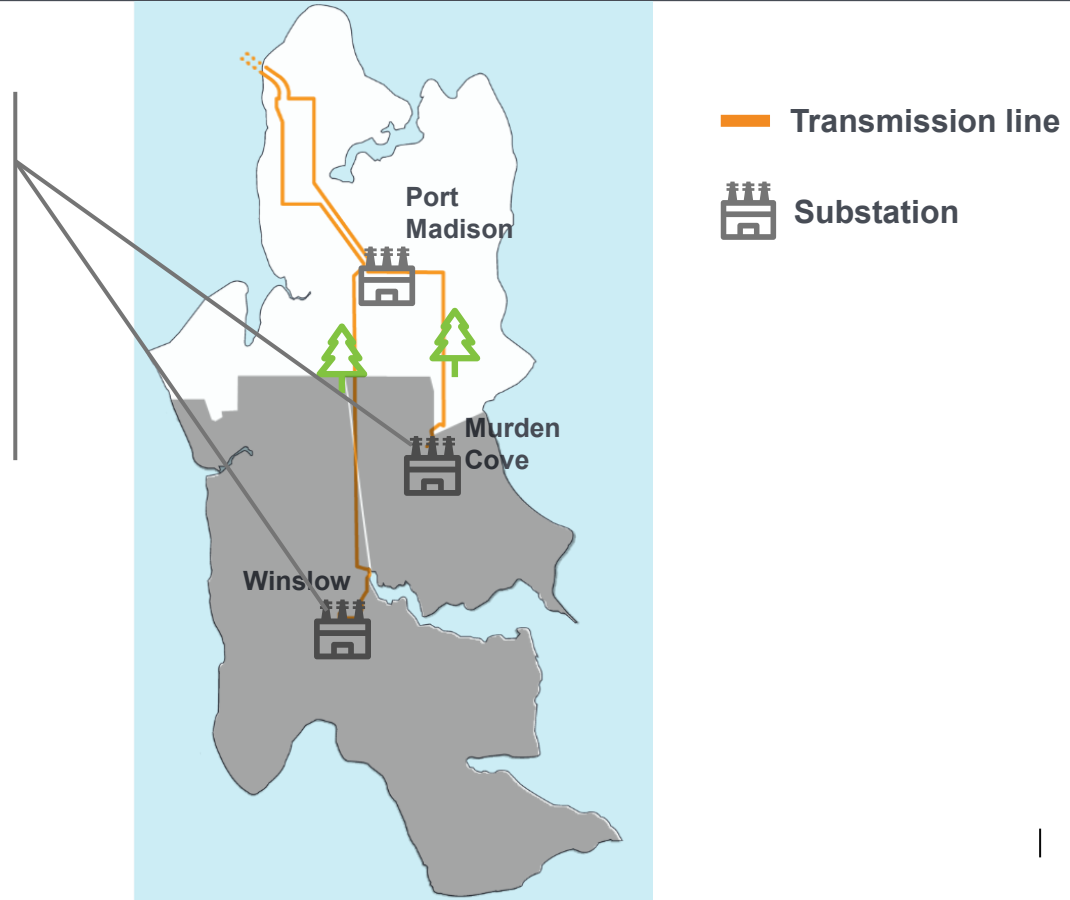 Transmission line
Port
Madison
Substation
Murden
Cove
Winslow